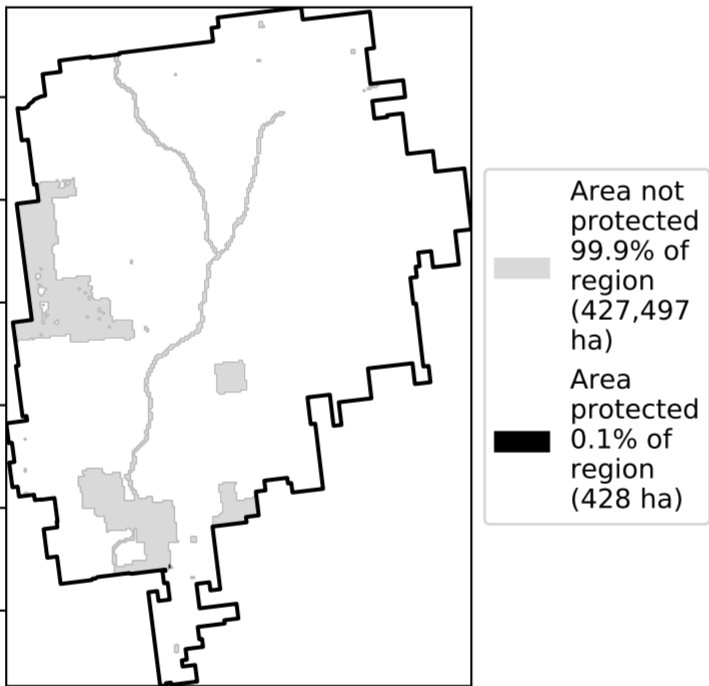 Area not
protected
99.9% of
region
(427,497
ha)
Area
protected
0.1% of
region
(428 ha)